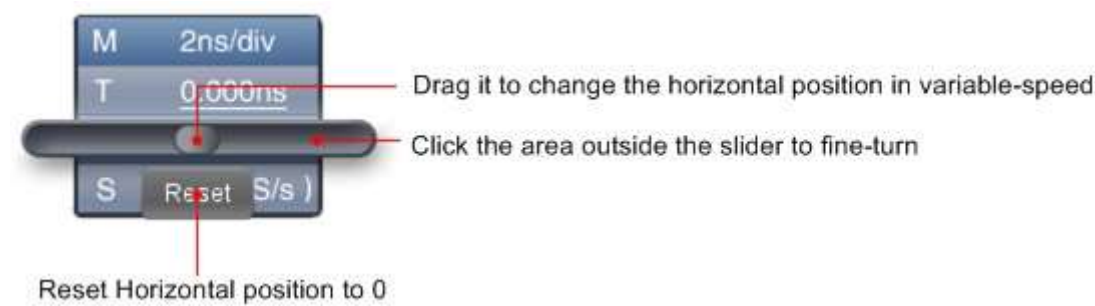 M 2ns/div
T 0.000ns
Drag it to change the horizontal position in variable-speed
Click the area outside the slider to fine-turn
S Reset S/s )
Reset Horizontal position to 0